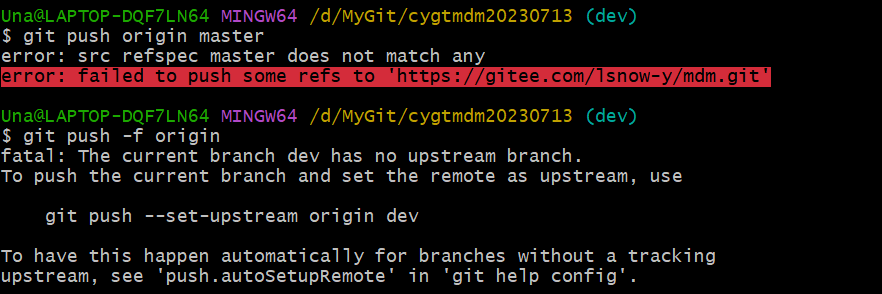 Una@LAPTOP-DQF7LN64 MINGW64 /d/MyGit/cygtmdm20230713 (dev)
$ git push origin master
error: src refspec master does not match any
error: failed to push some refs to 'https://gitee.com/lsnow-y/mdm.git'
Una@LAPTOP-DQF7LN64 MINGW64 /d/MyGit/cygtmdm20230713 (dev)
$ git push -f origin
fatal: The current branch dev has no upstream branch.
To push the current branch and set the remote as upstream, use
    git push --set-upstream origin dev
To have this happen automatically for branches without a tracking
upstream, see 'push.autoSetupRemote' in 'git help config'.